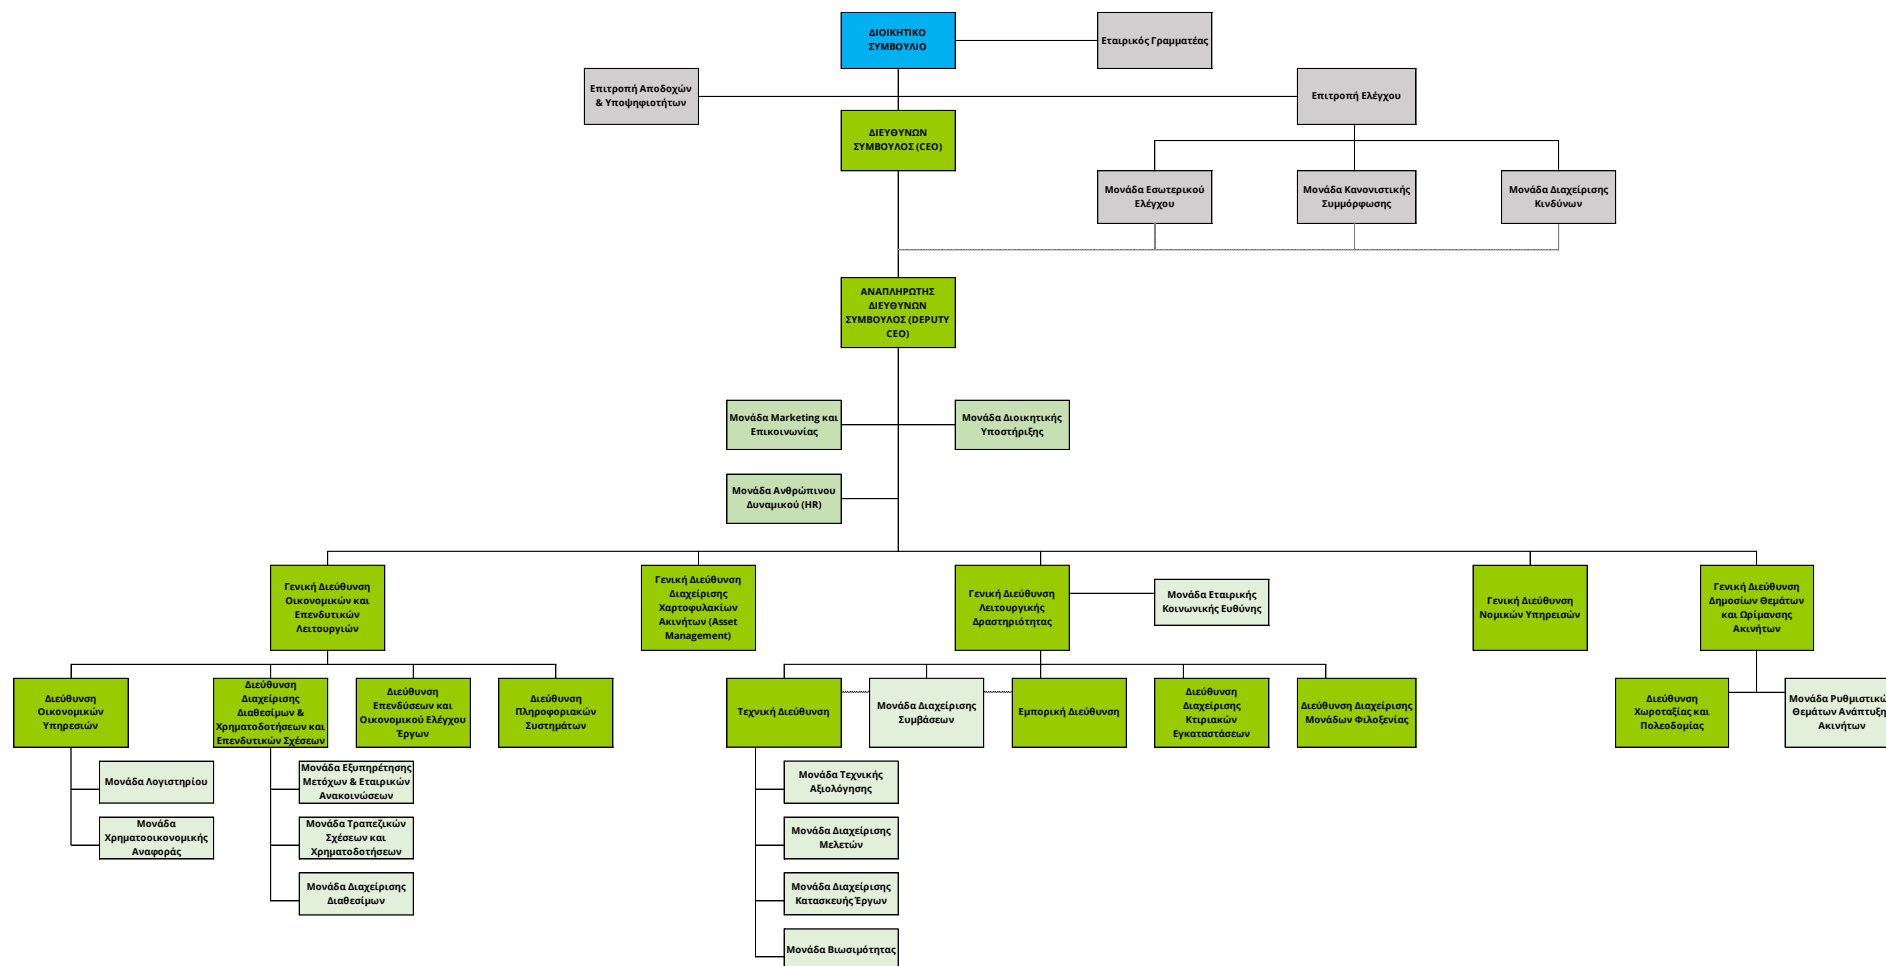 ΔΙΟΙΚΗΤΙΚΟ
ΣΥΜΒΟΥΛΙΟ
Εταιρικός Γραμματέας
Επιτροπή Αποδοχών
& Υποψηφιοτήτων
Επιτροπή Ελέγχου
ΔΙΕΥΘΥΝΩΝ
ΣΥΜΒΟΥΛΟΣ (CEO)
Μονάδα Εσωτερικού
Ελέγχου
Μονάδα Κανονιστικής
Συμμόρφωσης
Μονάδα Διαχείρισης
Κινδύνων
ΑΝΑΠΛΗΡΩΤΗΣ
ΔΙΕΥΘΥΝΩΝ
ΣΥΜΒΟΥΛΟΣ (DEPUTY
CEO)
Μονάδα Marketing και
Επικοινωνίας
Μονάδα Διοικητικής
Υποστήριξης
Μονάδα Ανθρώπινου
Δυναμικού (HR)
Γενική Διεύθυνση
Οικονομικών και
Επενδυτικών
Λειτουργιών
Γενική Διεύθυνση
Διαχείρισης
Χαρτοφυλακίων
Ακινήτων (Asset
Management)
Γενική Διεύθυνση
Λειτουργικής
Δραστηριότητας
Μονάδα Εταιρικής
Κοινωνικής Ευθύνης
Γενική Διεύθυνση
Νομικών Υπηρεισών
Γενική Διεύθυνση
Δημοσίων Θεμάτων
και Ωρίμανσης
Ακινήτων
Διεύθυνση
Οικονομικών
Υπηρεσιών
Διεύθυνση
Διαχείρισης
Διαθεσίμων &
Χρηματοδοτήσεων και
Επενδυτικών Σχέσεων
Διεύθυνση
Επενδύσεων και
Οικονομικού Ελέγχου
Έργων
Διεύθυνση
Πληροφοριακών
Συστημάτων
Τεχνική Διεύθυνση
Μονάδα Διαχείρισης
Συμβάσεων
Εμπορική Διεύθυνση
Διεύθυνση
Διαχείρισης
Κτιριακών
Εγκαταστάσεων
Διεύθυνση Διαχείρισης
Μονάδων Φιλοξενίας
Διεύθυνση
Χωροταξίας και
Πολεοδομίας
Μονάδα Ρυθμιστικώ
Θεμάτων Ανάπτυξη
Ακινήτων
Μονάδα Λογιστηρίου
Μονάδα
Χρηματοοικονομικής
Αναφοράς
Μονάδα Εξυπηρέτησης
Μετόχων & Εταιρικών
Ανακοινώσεων
Μονάδα Τραπεζικών
Σχέσεων και
Χρηματοδοτήσεων
Μονάδα Διαχείρισης
Διαθεσίμων
Μονάδα Τεχνικής
Αξιολόγησης
Μονάδα Διαχείρισης
Μελετών
Μονάδα Διαχείρισης
Κατασκευής Έργων
Μονάδα Βιωσιμότητας